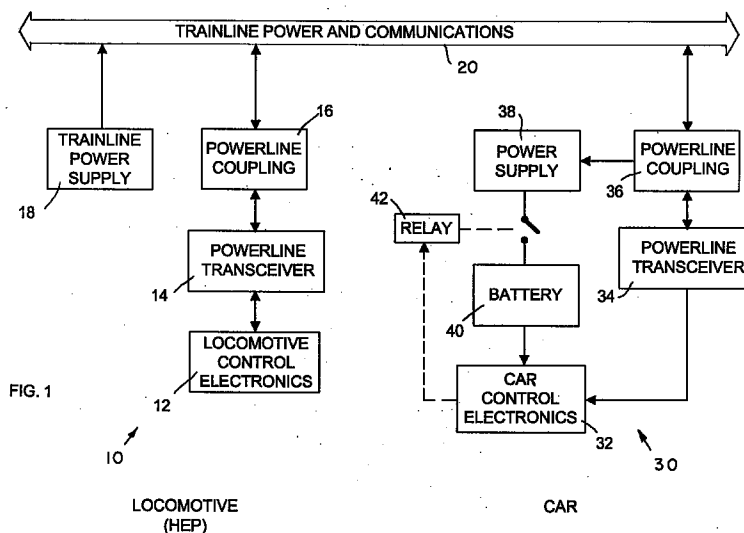 TRAINLINE POWER AND COMMUNICATIONS
20
TRAINLINE
POWER
SUPPLY
18
16
POWERLINE
COUPLING
POWERLINE
TRANSCEIVER
14
LOCOMOTIVE
CONTROL
ELECTRONICS
12
FIG. 1
10
LOCOMOTIVE
(HEP)
38
POWER
SUPPLY
POWERLINE
COUPLING
36
42
RELAY
POWERLINE
TRANSCEIVER
34
BATTERY
40
CAR
CONTROL
ELECTRONICS
32
30
CAR